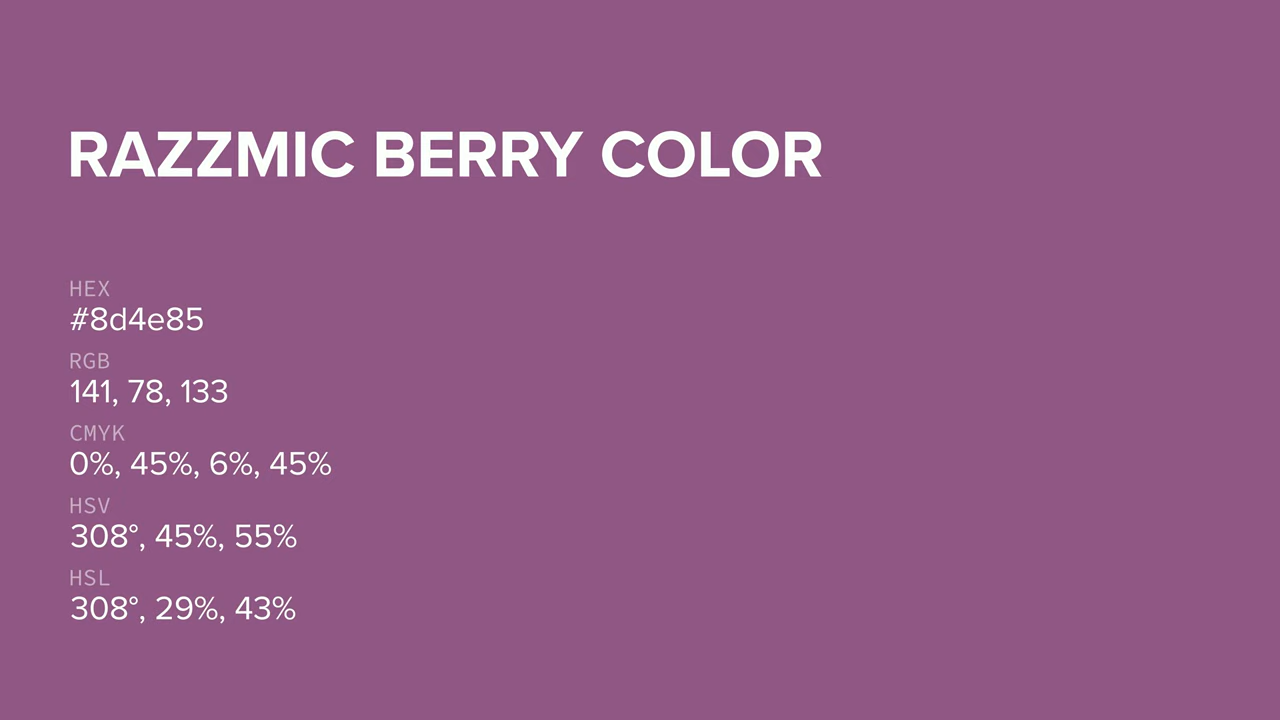 RAZZMIC BERRY COLOR
HEX
#8d4e85
RGB
141, 78, 133
CMYK
0%, 45%, 6%, 45%
HSV
308°, 45%, 55%
HSL
308°, 29%, 43%